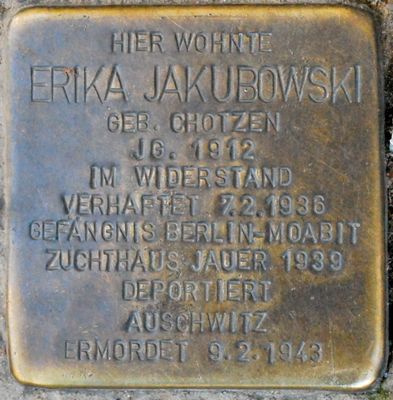 HIER WOHNTE
ERIKA JAKUBOWSKI
GEB. CHOTZEN
JG. 1912
IM WIDERSTAND
VERHAFTET 7.2.1936
GEFÄNGNIS BERLIN-MOABIT
ZUCHTHAUS JAUER 1939
DEPORTIERT
AUSCHWITZ
ERMORDET 9.2.1943